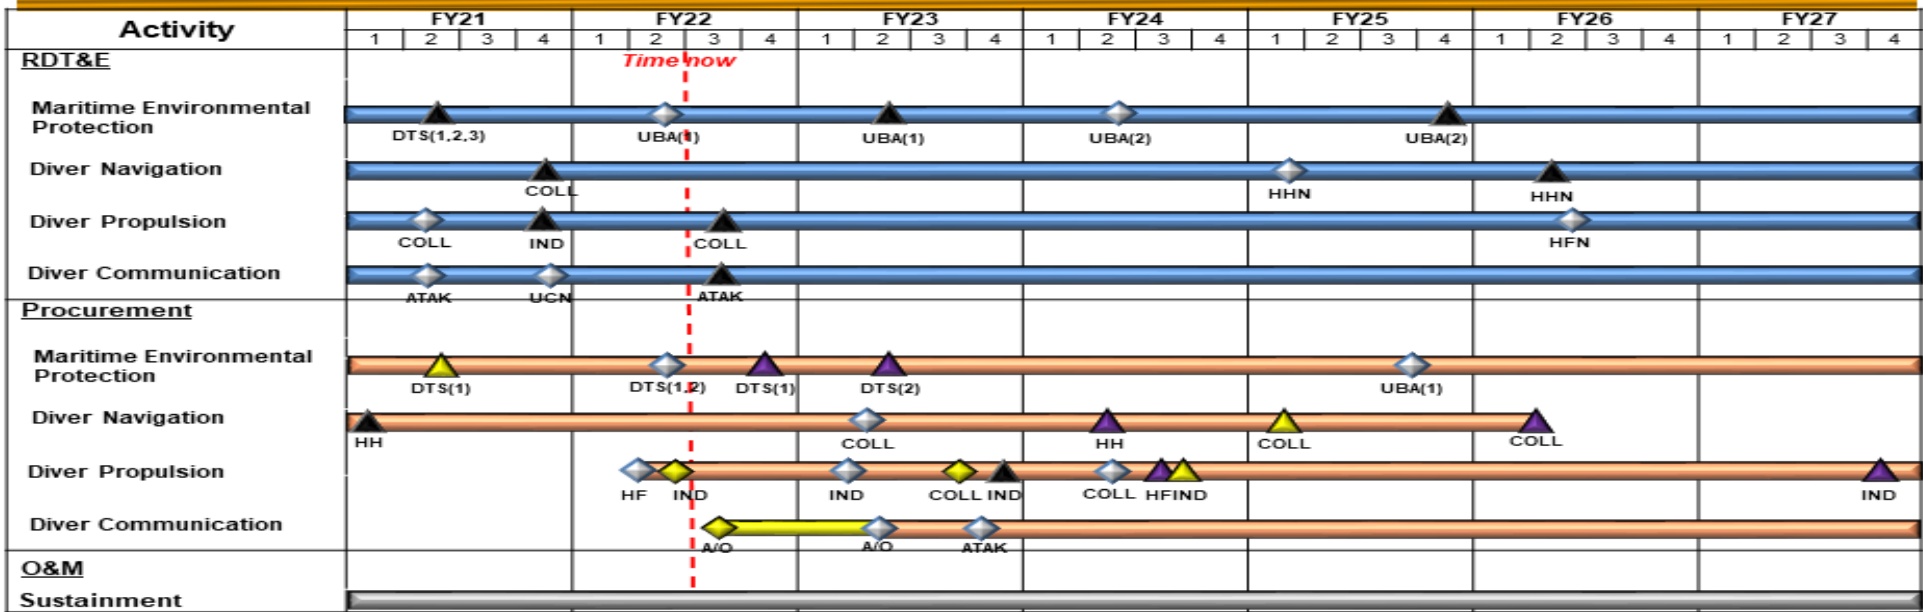 Activity FY21 FY22 FY23 FY24 FY25 FY26 FY27
1 2 3 4 1 2 3 4 1 2 3 4 1 2 3 4 1 2 3 4 1 2 3 4 1 2 3 4
RDT&E
Time now
Maritime Environmental
Protection
DTS(1,2,3) UBA(1) UBA(1) UBA(2) UBA(2)
Diver Navigation
COLL HHN HHN
Diver Propulsion
COLL IND COLL HFN
Diver Communication
ATAK UCN ATAK
Procurement
Maritime Environmental
Protection
DTS(1) DTS(1,2) DTS(1) DTS(2) UBA(1)
Diver Navigation
HH COLL HH COLL COLL
Diver Propulsion
HF IND IND COLL IND COLL HF IND IND
Diver Communication
A/O A/O ATAK
O&M
Sustainment